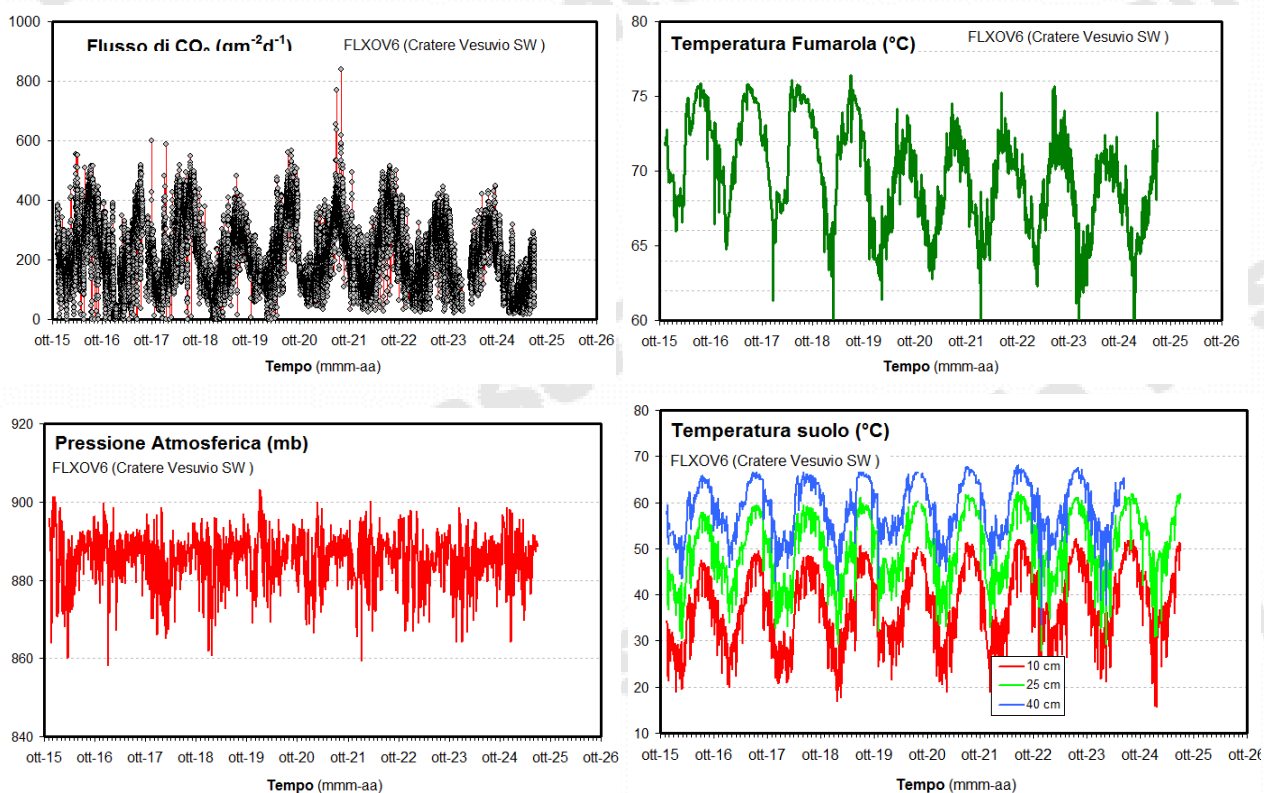 Flusso di CO₂ (gm⁻²d⁻¹)
FLXOV6 (Cratere Vesuvio SW )
1000
800
600
400
200
0
ott-15 ott-16 ott-17 ott-18 ott-19 ott-20 ott-21 ott-22 ott-23 ott-24 ott-25 ott-26
Tempo (mmm-aa)
Temperatura Fumarola (°C)
FLXOV6 (Cratere Vesuvio SW )
80
75
70
65
60
ott-15 ott-16 ott-17 ott-18 ott-19 ott-20 ott-21 ott-22 ott-23 ott-24 ott-25 ott-26
Tempo (mmm-aa)
Pressione Atmosferica (mb)
FLXOV6 (Cratere Vesuvio SW )
920
900
880
860
840
ott-15 ott-16 ott-17 ott-18 ott-19 ott-20 ott-21 ott-22 ott-23 ott-24 ott-25 ott-26
Tempo (mmm-aa)
Temperatura suolo (°C)
FLXOV6 (Cratere Vesuvio SW )
80
70
60
50
40
30
20
10
10 cm
25 cm
40 cm
ott-15 ott-16 ott-17 ott-18 ott-19 ott-20 ott-21 ott-22 ott-23 ott-24 ott-25 ott-26
Tempo (mmm-aa)